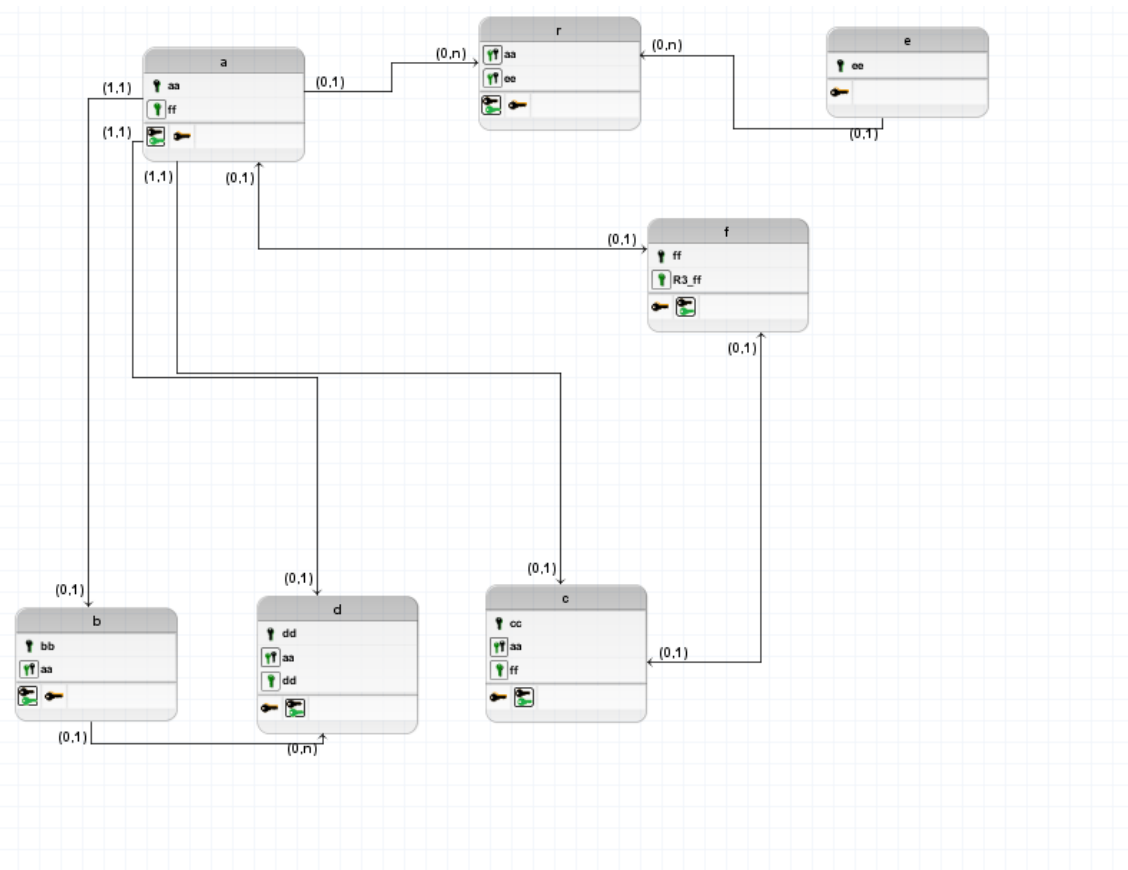 r
(0,n)
aa
ee
(0,n)
e
ee
(0,1)
a
aa
ff
(1,1)
(1,1)
(1,1)
(0,1)
(0,1)
f
ff
R3_ff
(0,1)
(0,1)
(0,1)
b
bb
aa
(0,1)
(0,1)
d
dd
aa
dd
(0,n)
(0,1)
c
cc
aa
ff
(0,1)